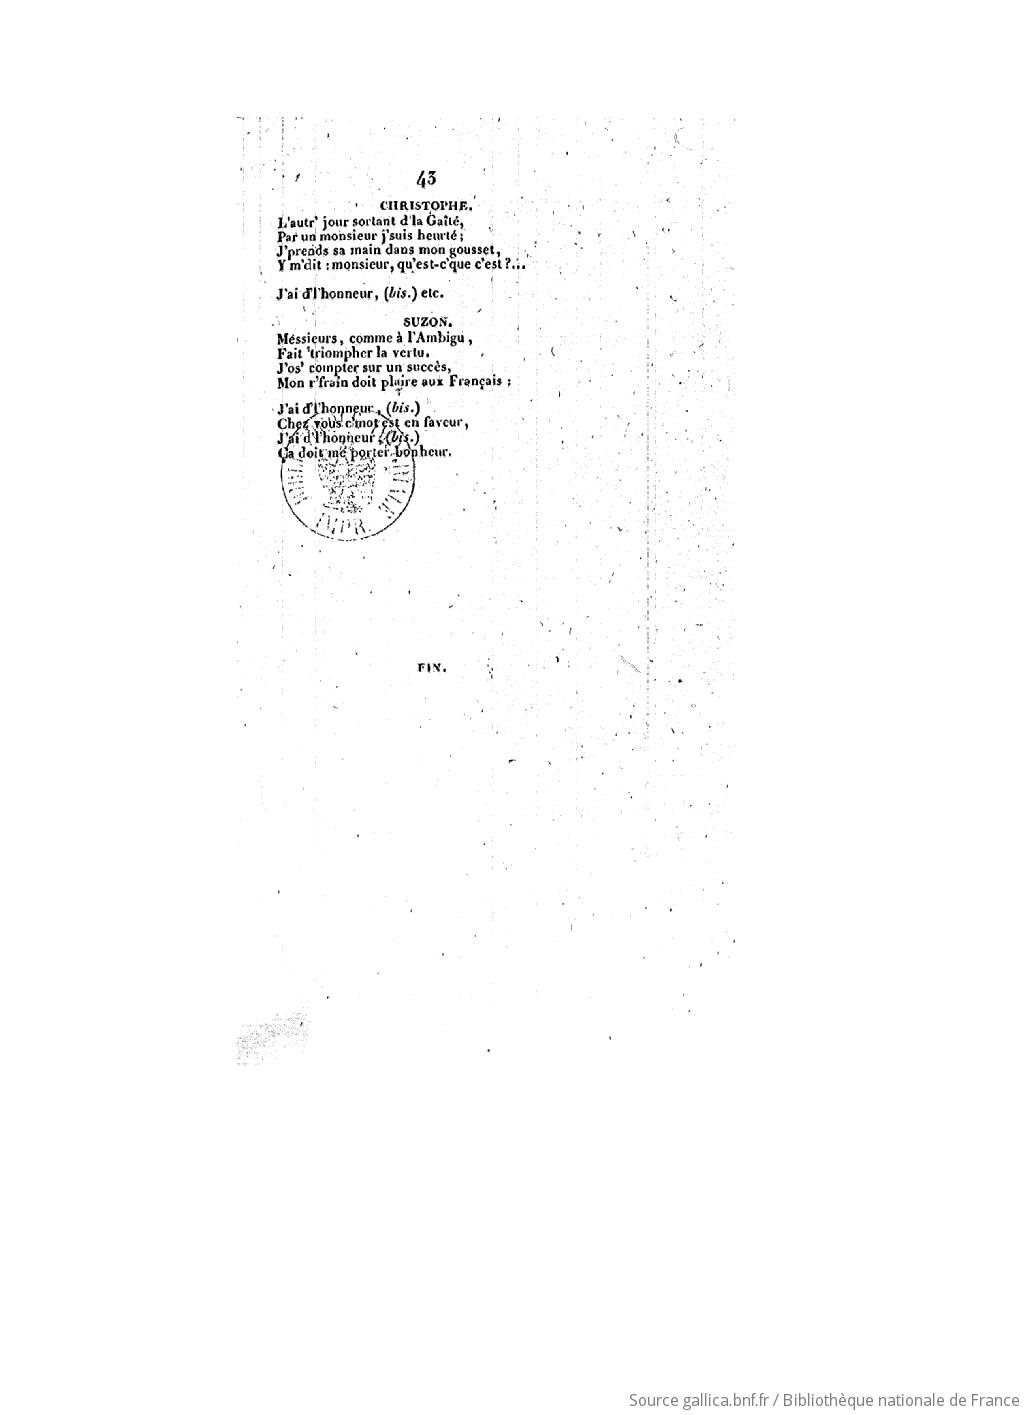 43
CHRISTOPHE.
L'autr' jour sortant d'la Gaîté,
Par un monsieur j'suis heurté ;
J'prends sa main dans mon gousset,
Y m'dit : monsieur, qu'est-c'que c'est ?...
J'ai d'l'honneur, (bis.) etc.
SUZON.
Messieurs, comme à l'Ambigu,
Fait 'triompher la vertu.
J'os' compter sur un succès,
Mon r'frain doit plaire aux Français :
J'ai d'l'honneur, (bis.)
Chez vous c'mot est en faveur,
J'ai d'l'honneur, (bis.)
Ça doit me porter bonheur.
IMPR.
FIN.
Source gallica.bnf.fr / Bibliothèque nationale de France